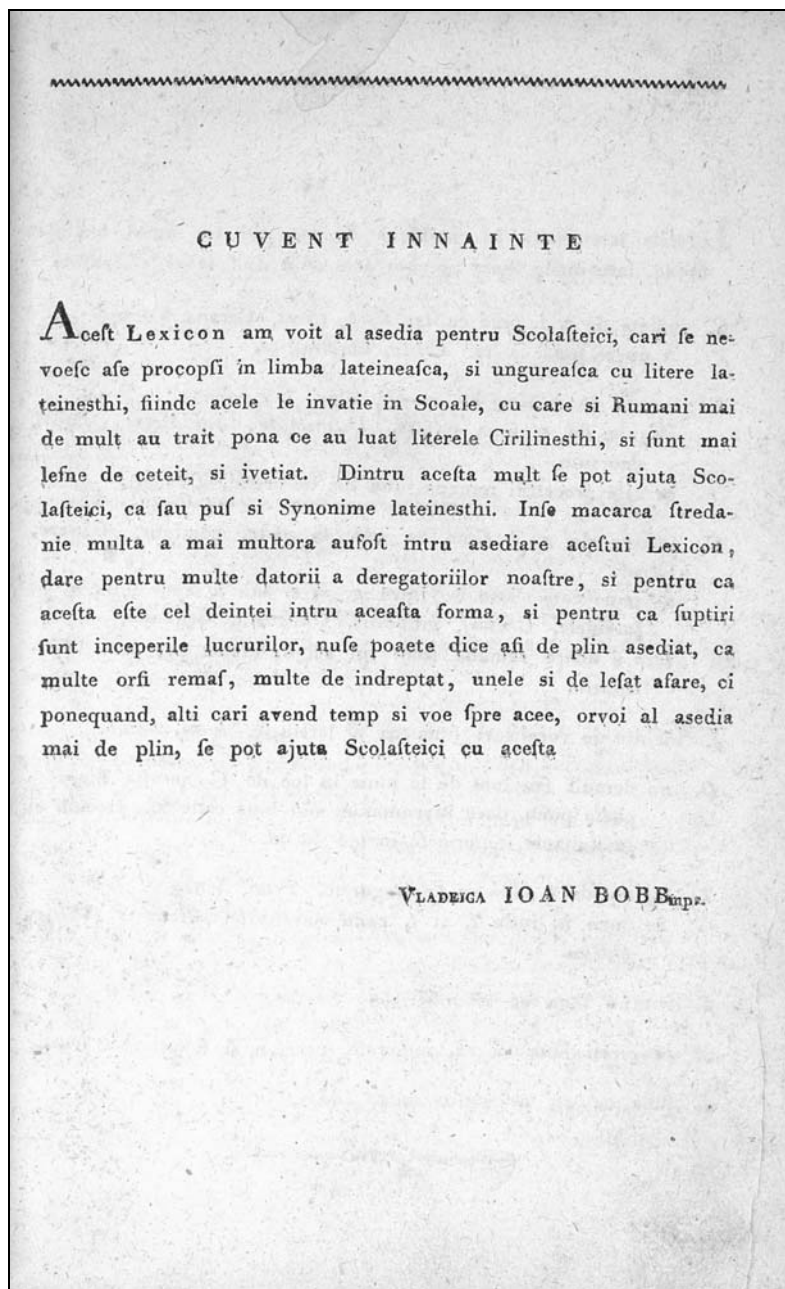 CUVENT INNAINTE
Aceſt Lexicon am voit al asedia pentru Scolaſteici, cari ſe ne-
voeſc aſe procopſi in limba lateineaſca, si ungureaſca cu litere la-
teinesthi, fiindc acele le invatie in Scoale, cu care si Rumani mai
de mult au trait pona ce au luat literele Cirilinesthi, si ſunt mai
leſne de ceteit, si ivetiat. Dintru aceſta mult ſe pot ajuta Sco-
laſteici, ca ſau puſ si Synonime lateinesthi. Inſe macarca ſtreda-
nie multa a mai multora aufoſt intru asediare aceſtui Lexicon,
dare pentru multe datorii a deregatoriilor noaſtre, si pentru ca
aceſta eſte cel deintei intru aceaſta forma, si pentru ca ſuptiri
ſunt inceperile lucrurilor, nuſe poaete dice aſi de plin asediat, ca
multe orſi remaſ, multe de indreptat, unele si de leſat aſare, ci
ponequand, alti cari avend temp si voe ſpre acee, orvoi al asedia
mai de plin, ſe pot ajuta Scolaſteici cu aceſta
VLADEICA IOAN BOBB mpr.